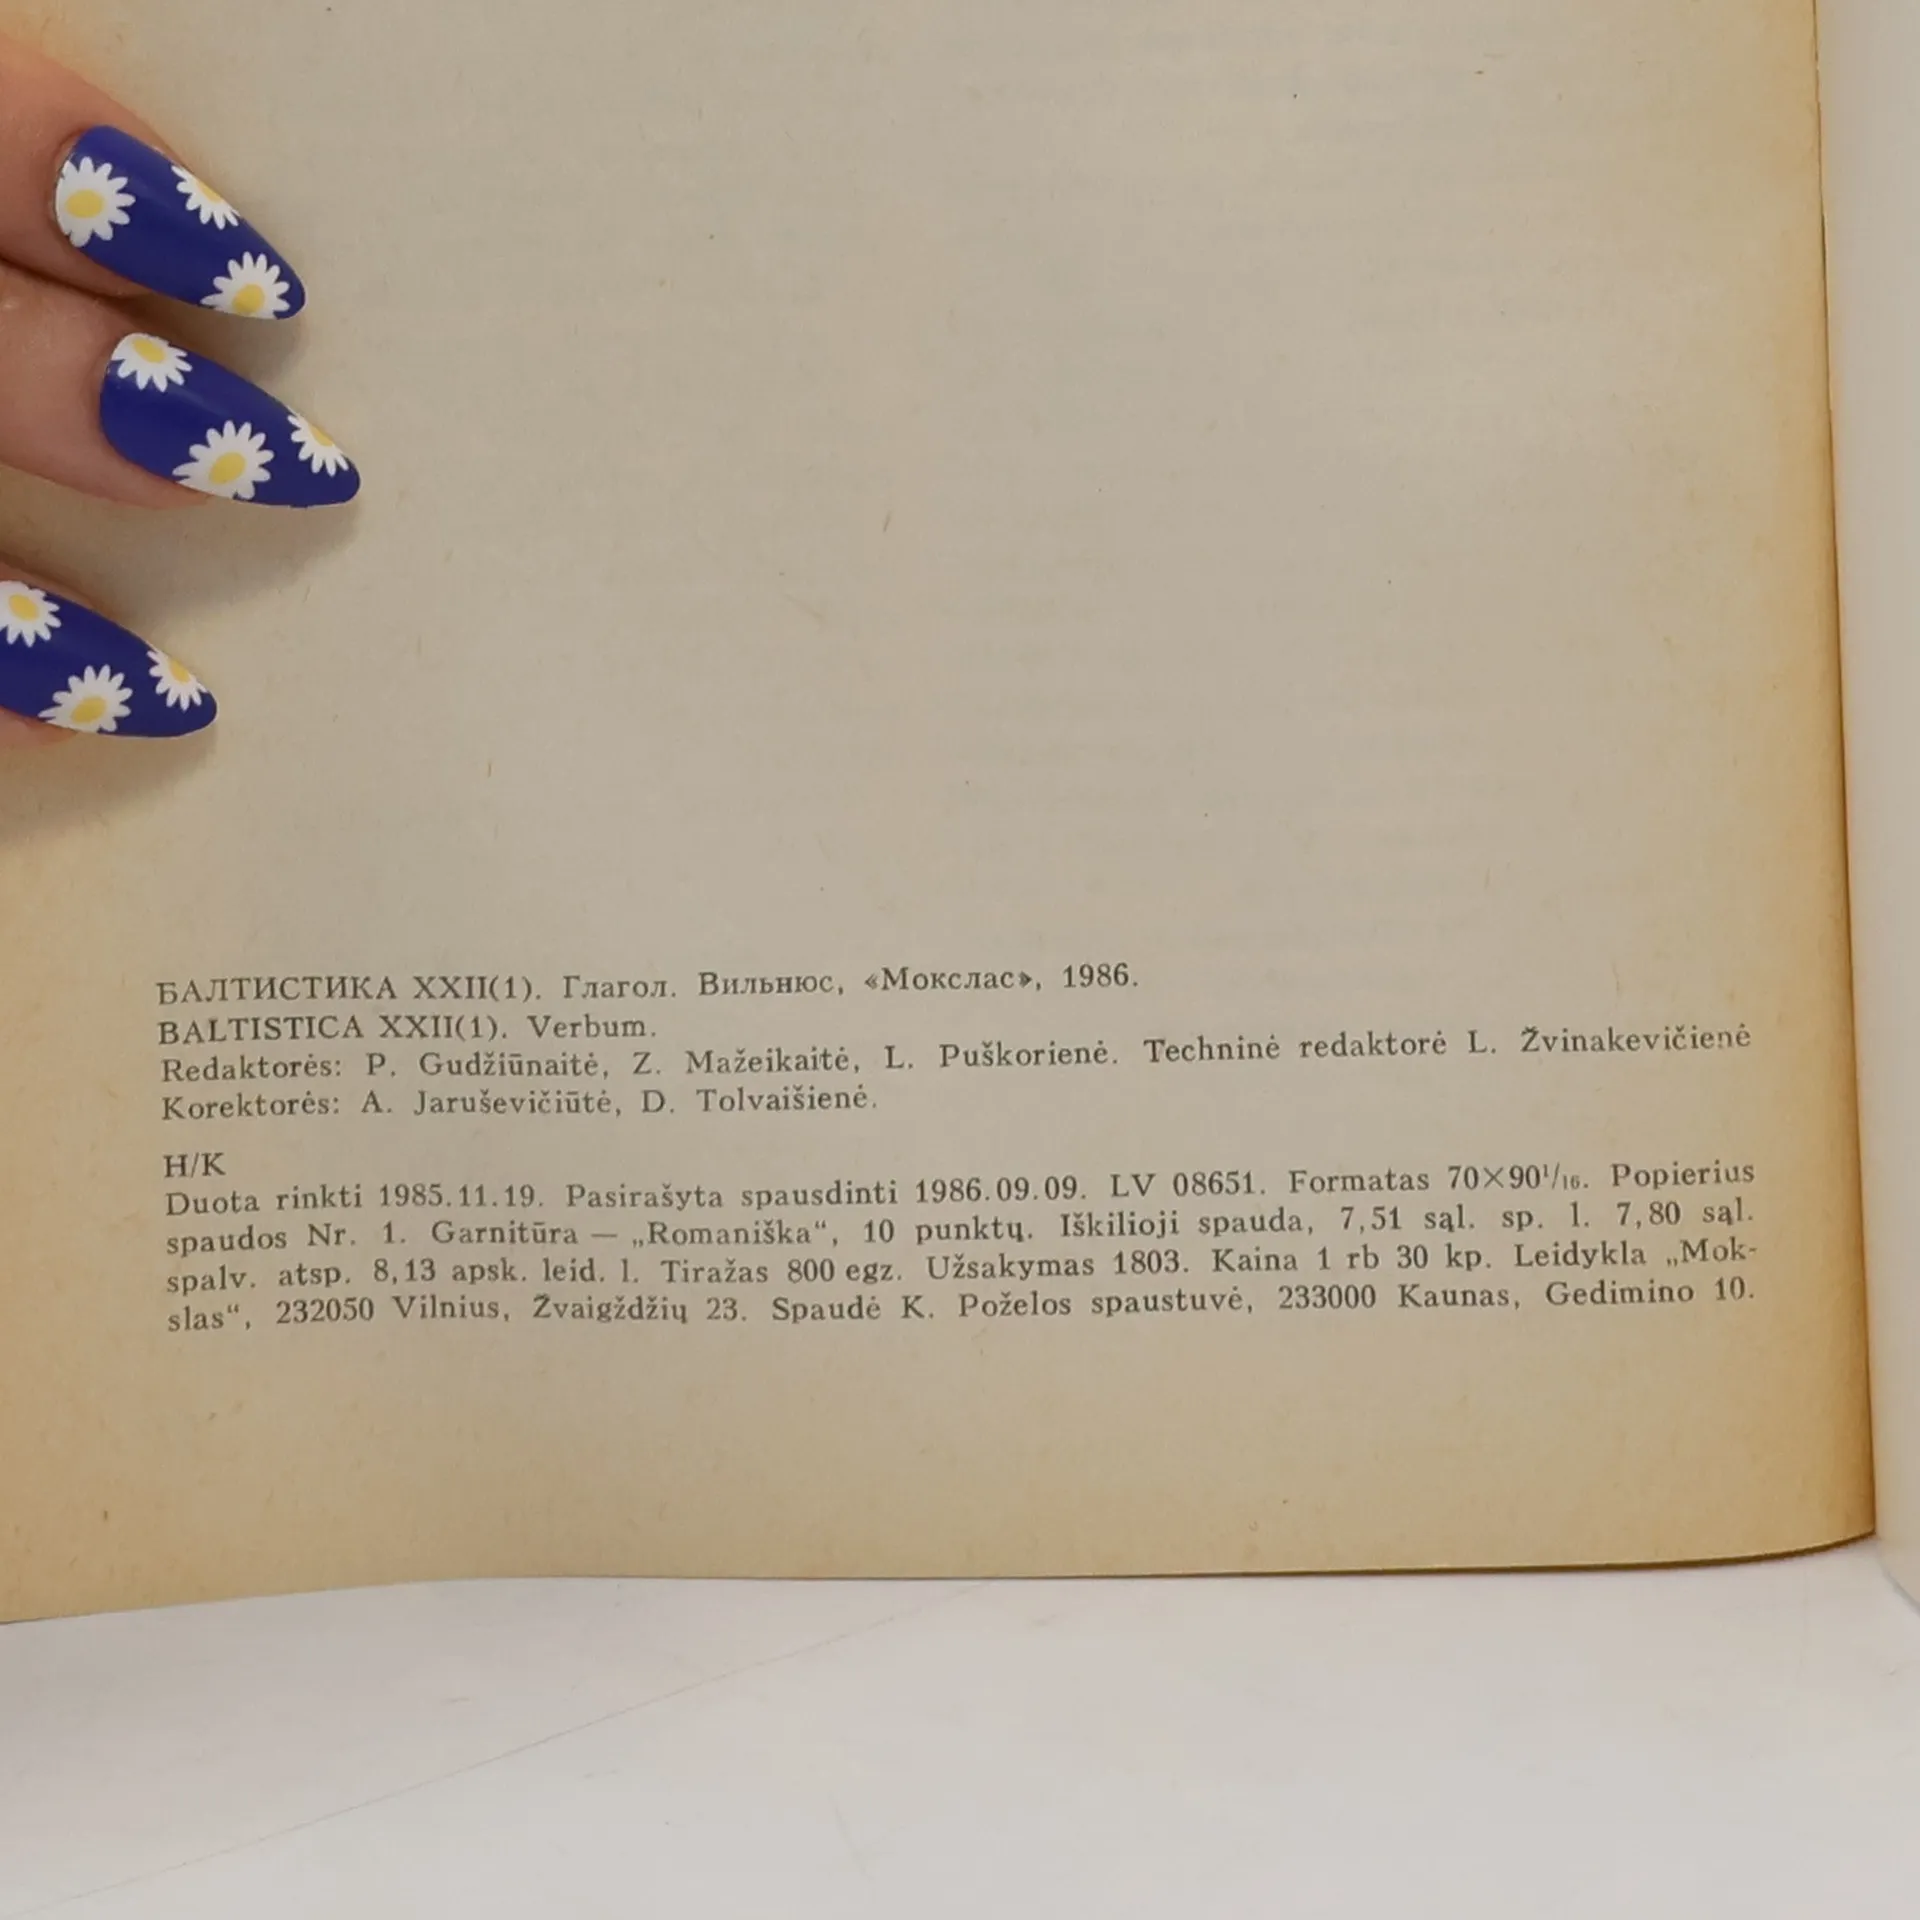 БАЛТИСТИКА XXII(1). Глагол. Вильнюс, «Мокслас», 1986.
BALTISTICA XXII(1). Verbum.
Redaktorės: P. Gudžiūnaitė, Z. Mažeikaitė, L. Puškorienė. Techninė redaktorė L. Žvinakevičienė
Korektorės: A. Jaruševičiūtė, D. Tolvaišienė.
H/K
Duota rinkti 1985.11.19. Pasirašyta spausdinti 1986.09.09. LV 08651. Formatas 70×90¹/₁₆. Popierius
spaudos Nr. 1. Garnitūra — „Romaniška“, 10 punktų. Iškilioji spauda, 7,51 sąl. sp. l. 7,80 sąl.
spalv. atsp. 8,13 apsk. leid. l. Tiražas 800 egz. Užsakymas 1803. Kaina 1 rb 30 kp. Leidykla „Mok-
slas“, 232050 Vilnius, Žvaigždžių 23. Spaudė K. Poželos spaustuvė, 233000 Kaunas, Gedimino 10.